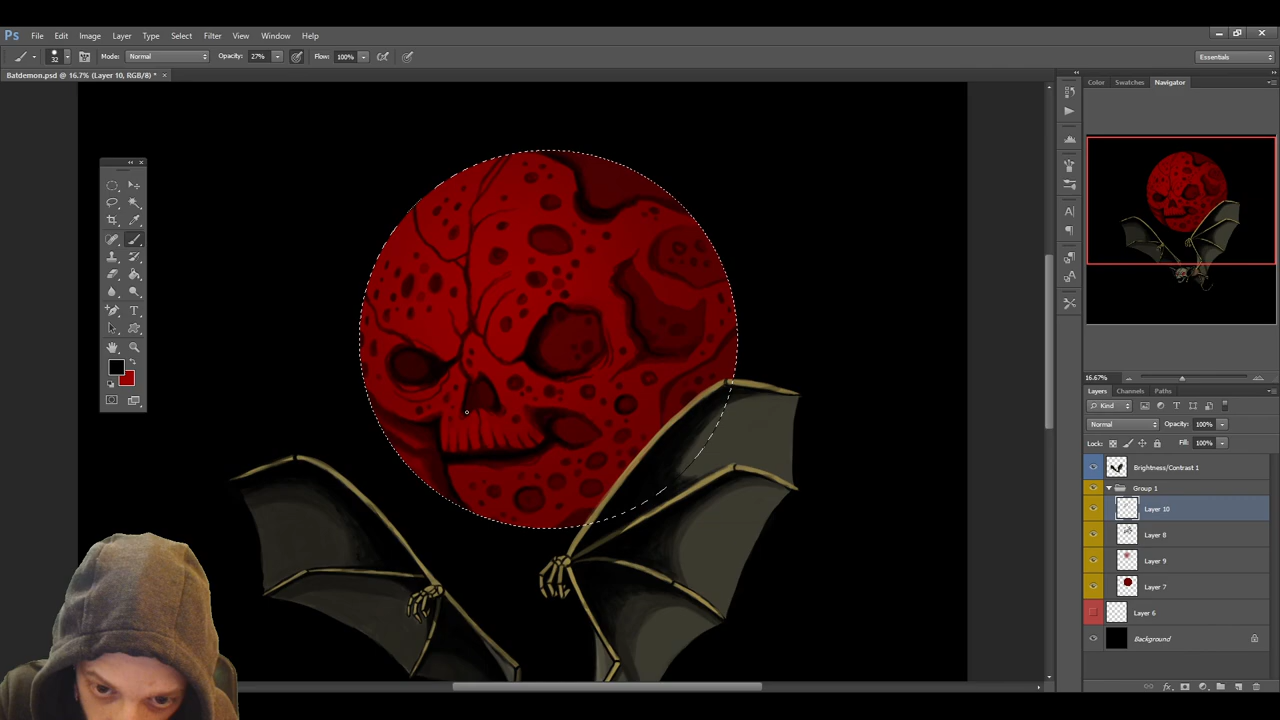 Ps File Edit Image Layer Type Select Filter View Window Help
32 Mode: Normal Opacity: 27% Flow: 100% Essentials
Batdemon.psd @ 16.7% (Layer 10, RGB/8) * ×
Color Swatches Navigator
16.67%
Layers Channels Paths
Kind
Normal Opacity: 100%
Lock: Fill: 100%
Brightness/Contrast 1
Group 1
Layer 10
Layer 8
Layer 9
Layer 7
Layer 6
Background